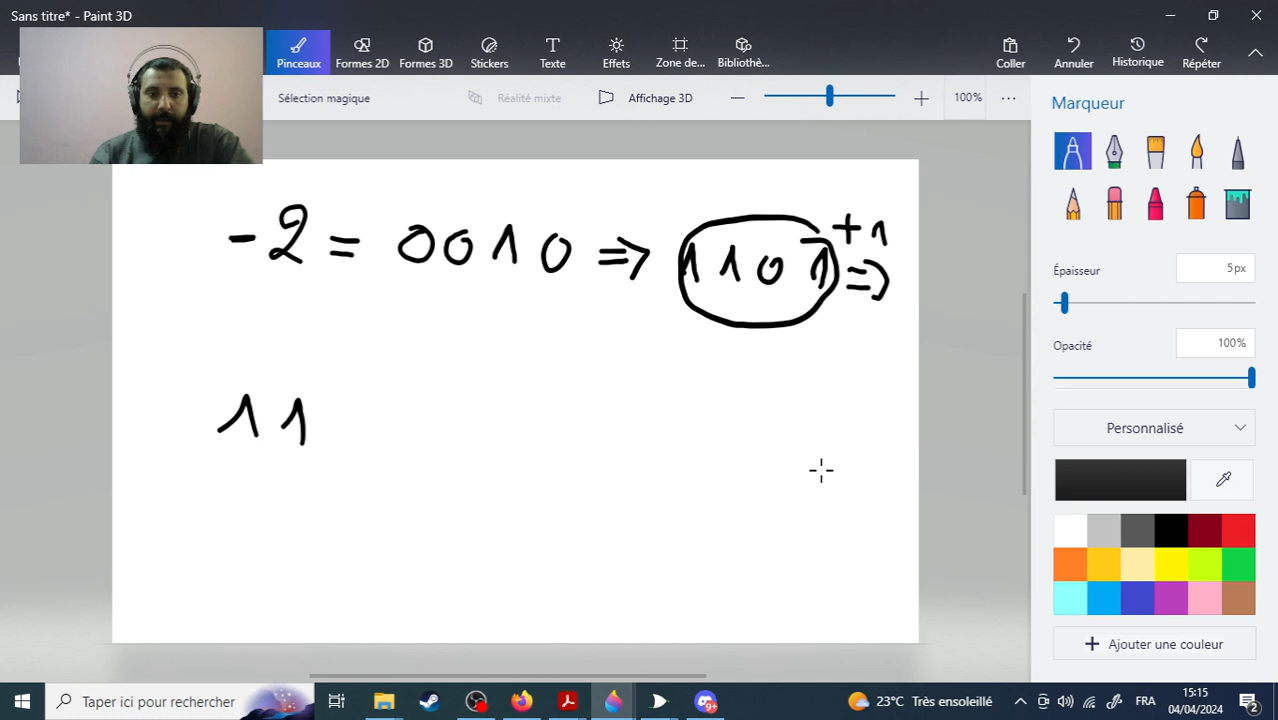 Sans titre* - Paint 3D
Pinceaux
Formes 2D
Formes 3D
Stickers
Texte
Effets
Zone de...
Bibliothè...
Coller
Annuler
Historique
Répéter
Sélection magique
Réalité mixte
Affichage 3D
100%
Marqueur
-2 = 0010 => 1101 +1 =>
11
Épaisseur
5px
Opacité
100%
Personnalisé
+ Ajouter une couleur
Taper ici pour rechercher
9+
23°C Très ensoleillé
FRA
15:15
04/04/2024
2